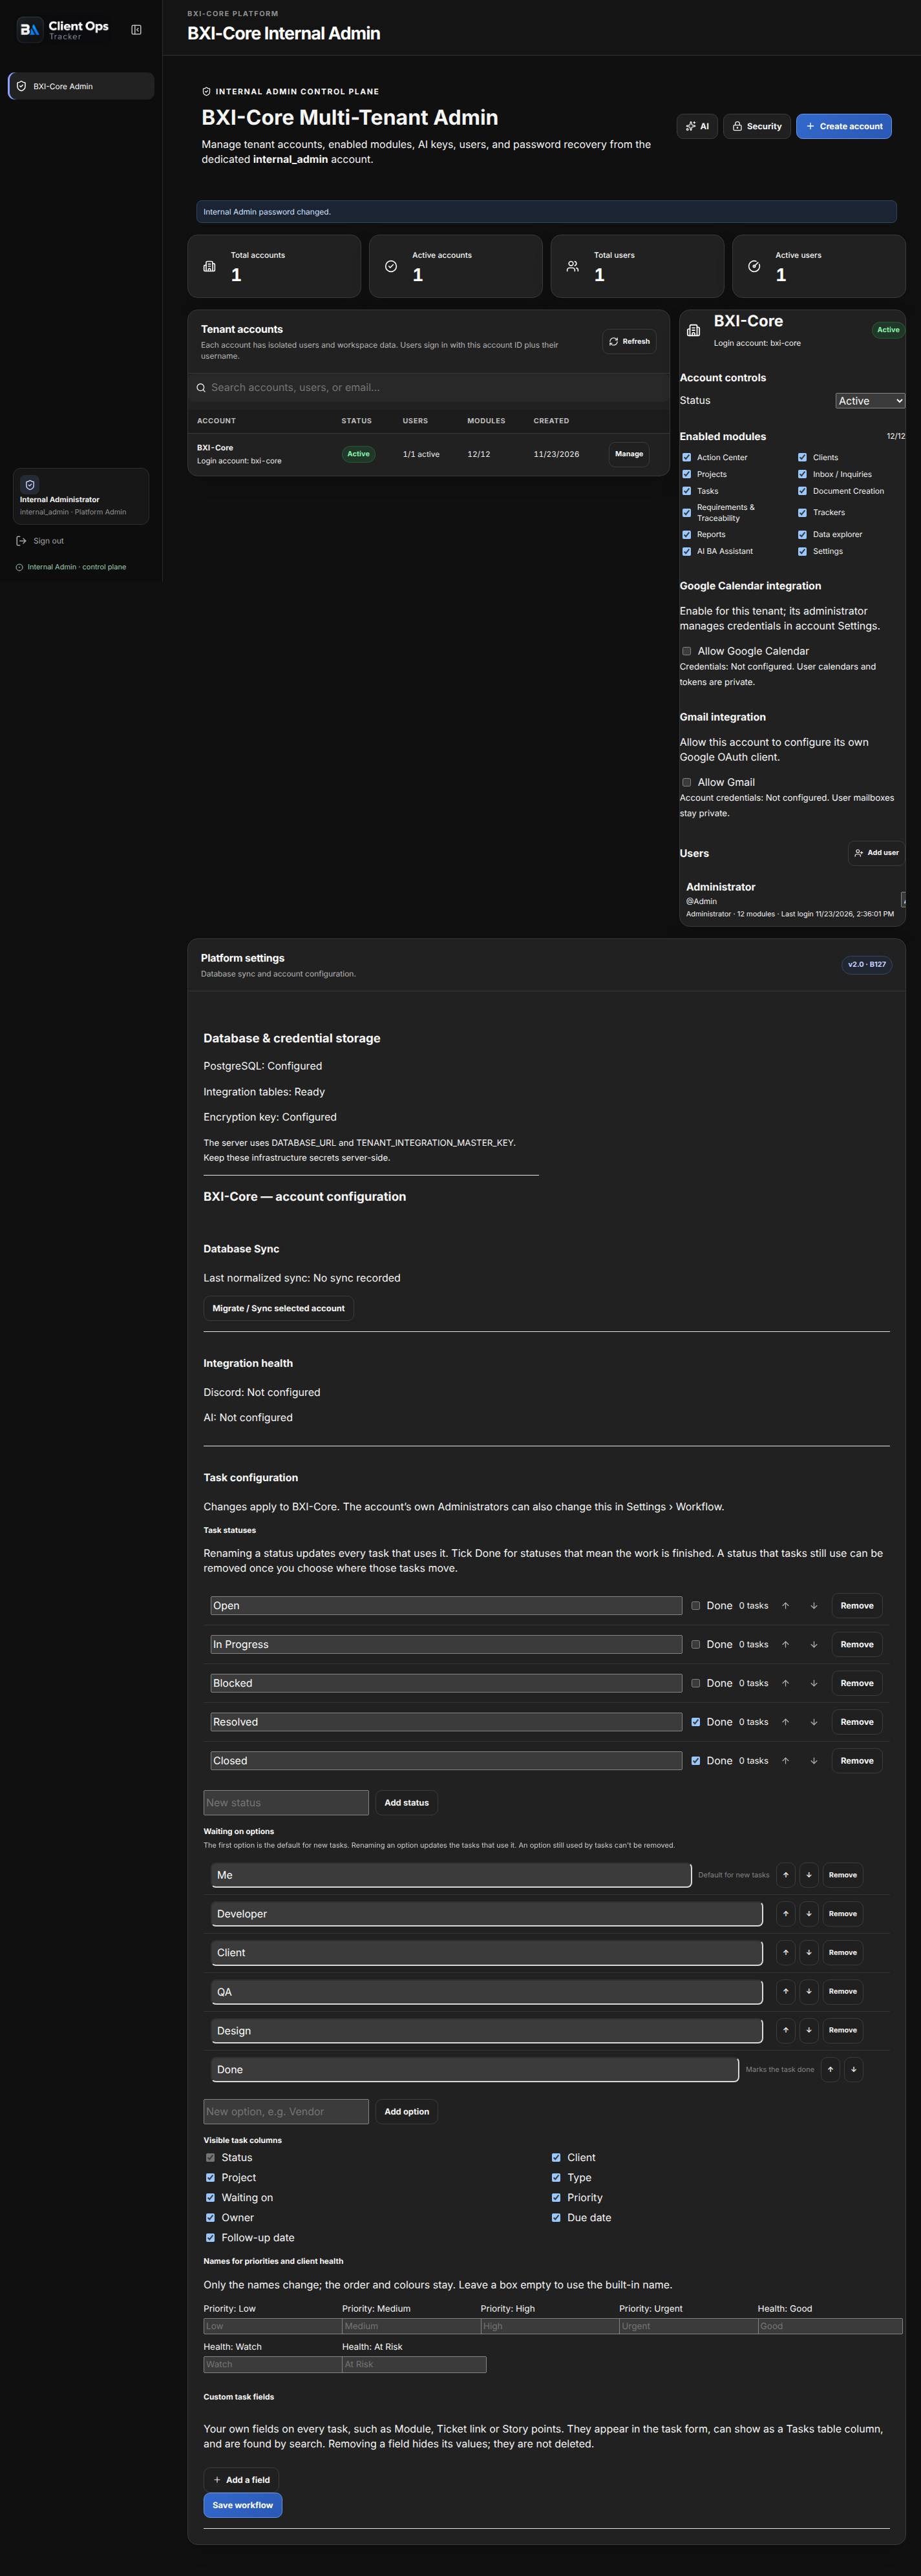 BA Client Ops
Tracker
BXI-Core Admin
Internal Administrator
internal_admin · Platform Admin
Sign out
Internal Admin · control plane
BXI-CORE PLATFORM
BXI-Core Internal Admin
INTERNAL ADMIN CONTROL PLANE
BXI-Core Multi-Tenant Admin
Manage tenant accounts, enabled modules, AI keys, users, and password recovery from the
dedicated internal_admin account.
AI
Security
Create account
Internal Admin password changed.
Total accounts
1
Active accounts
1
Total users
1
Active users
1
Tenant accounts
Each account has isolated users and workspace data. Users sign in with this account ID plus their
username.
Refresh
Search accounts, users, or email...
ACCOUNT STATUS USERS MODULES CREATED
BXI-Core
Login account: bxi-core
Active 1/1 active 12/12 11/23/2026 Manage
BXI-Core
Login account: bxi-core
Active
Account controls
Status Active
Enabled modules 12/12
Action Center Clients
Projects Inbox / Inquiries
Tasks Document Creation
Requirements &
Traceability
Trackers
Reports Data explorer
AI BA Assistant Settings
Google Calendar integration
Enable for this tenant; its administrator
manages credentials in account Settings.
Allow Google Calendar
Credentials: Not configured. User calendars and
tokens are private.
Gmail integration
Allow this account to configure its own
Google OAuth client.
Allow Gmail
Account credentials: Not configured. User mailboxes
stay private.
Users Add user
Administrator
@Admin
Administrator · 12 modules · Last login 11/23/2026, 2:36:01 PM
Platform settings
Database sync and account configuration.
v2.0 · B127
Database & credential storage
PostgreSQL: Configured
Integration tables: Ready
Encryption key: Configured
The server uses DATABASE_URL and TENANT_INTEGRATION_MASTER_KEY.
Keep these infrastructure secrets server-side.
BXI-Core — account configuration
Database Sync
Last normalized sync: No sync recorded
Migrate / Sync selected account
Integration health
Discord: Not configured
AI: Not configured
Task configuration
Changes apply to BXI-Core. The account's own Administrators can also change this in Settings › Workflow.
Task statuses
Renaming a status updates every task that uses it. Tick Done for statuses that mean the work is finished. A status that tasks still use can be
removed once you choose where those tasks move.
Open Done 0 tasks ↑ ↓ Remove
In Progress Done 0 tasks ↑ ↓ Remove
Blocked Done 0 tasks ↑ ↓ Remove
Resolved Done 0 tasks ↑ ↓ Remove
Closed Done 0 tasks ↑ ↓ Remove
New status Add status
Waiting on options
The first option is the default for new tasks. Renaming an option updates the tasks that use it. An option still used by tasks can't be removed.
Me Default for new tasks ↑ ↓ Remove
Developer ↑ ↓ Remove
Client ↑ ↓ Remove
QA ↑ ↓ Remove
Design ↑ ↓ Remove
Done Marks the task done ↑ ↓
New option, e.g. Vendor Add option
Visible task columns
Status Client
Project Type
Waiting on Priority
Owner Due date
Follow-up date
Names for priorities and client health
Only the names change; the order and colours stay. Leave a box empty to use the built-in name.
Priority: Low Priority: Medium Priority: High Priority: Urgent Health: Good
Low Medium High Urgent Good
Health: Watch Health: At Risk
Watch At Risk
Custom task fields
Your own fields on every task, such as Module, Ticket link or Story points. They appear in the task form, can show as a Tasks table column,
and are found by search. Removing a field hides its values; they are not deleted.
Add a field
Save workflow